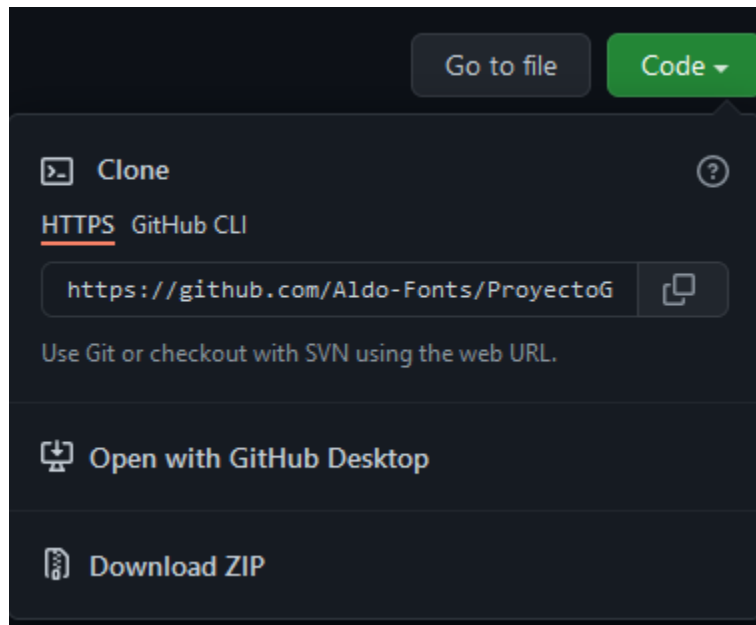 Go to file
Code
Clone
HTTPS GitHub CLI
https://github.com/Aldo-Fonts/ProyectoG
Use Git or checkout with SVN using the web URL.
Open with GitHub Desktop
Download ZIP